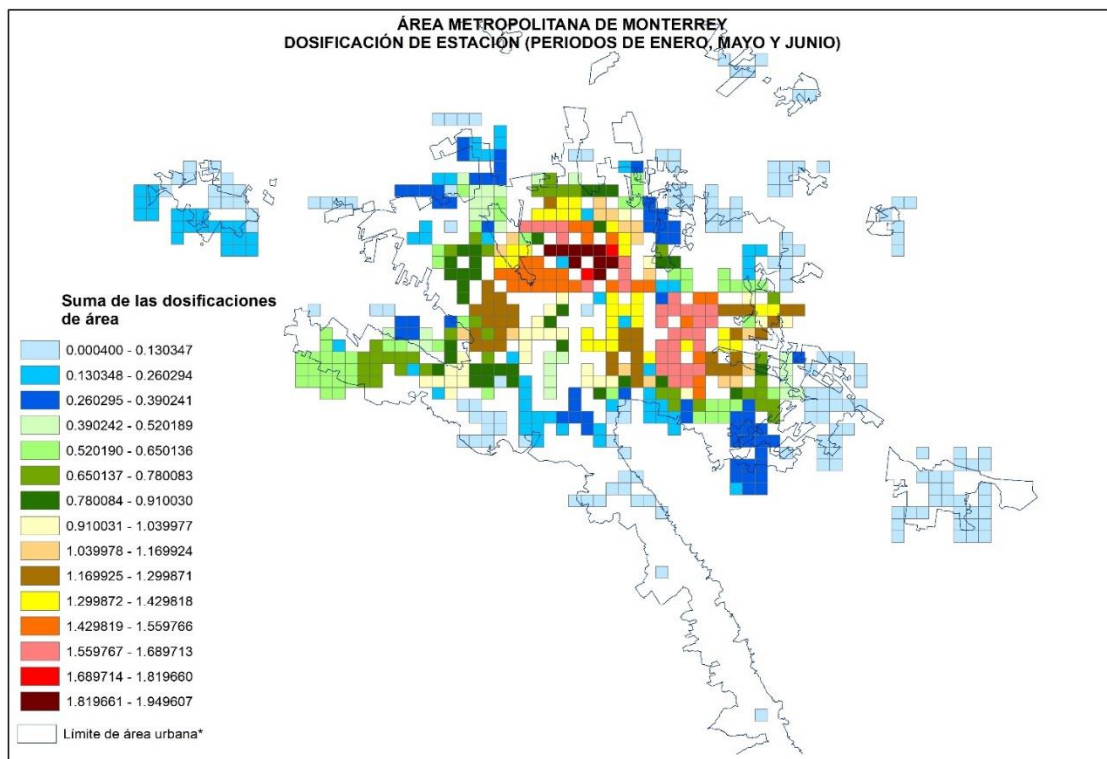 ÁREA METROPOLITANA DE MONTERREY
DOSIFICACIÓN DE ESTACIÓN (PERIODOS DE ENERO, MAYO Y JUNIO)
Suma de las dosificaciones
de área
0.000400 - 0.130347
0.130348 - 0.260294
0.260295 - 0.390241
0.390242 - 0.520189
0.520190 - 0.650136
0.650137 - 0.780083
0.780084 - 0.910030
0.910031 - 1.039977
1.039978 - 1.169924
1.169925 - 1.299871
1.299872 - 1.429818
1.429819 - 1.559766
1.559767 - 1.689713
1.689714 - 1.819660
1.819661 - 1.949607
Límite de área urbana*